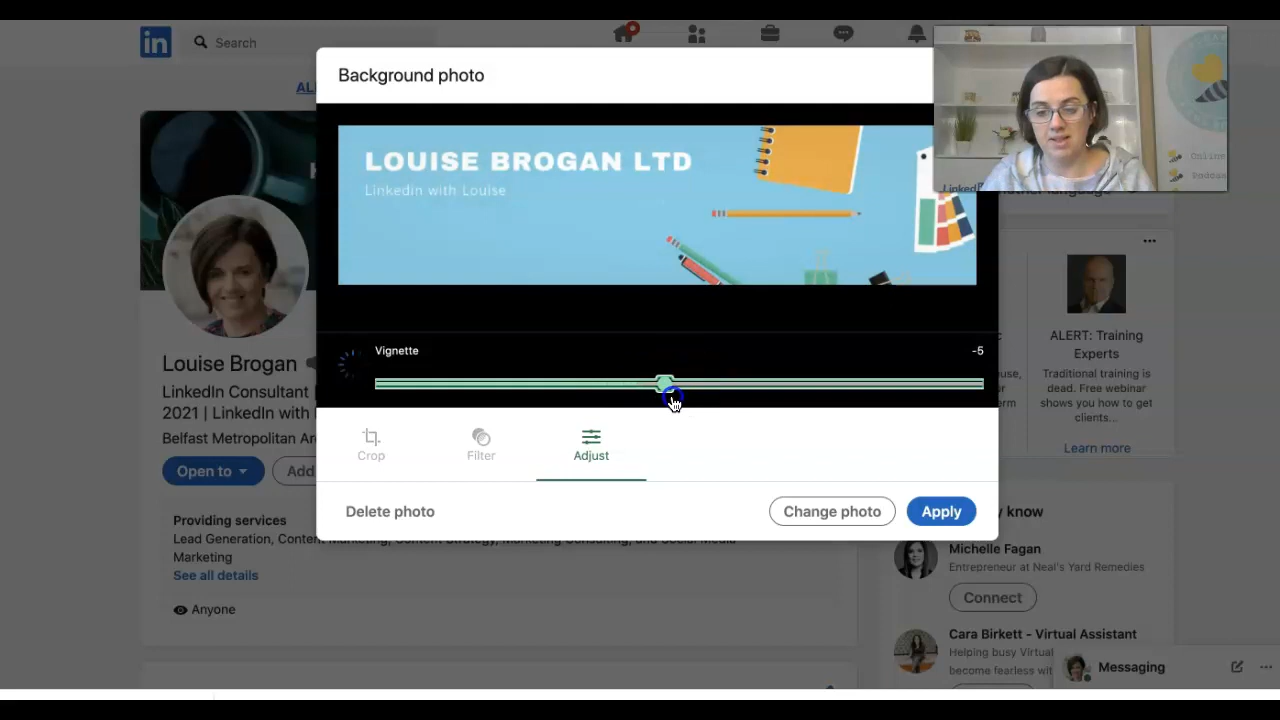 in
Search
Background photo
LOUISE BROGAN LTD
Linkedin with Louise
Vignette
-5
Crop
Filter
Adjust
Delete photo
Change photo
Apply
Louise Brogan
LinkedIn Consultant
2021 | LinkedIn with
Belfast Metropolitan
Open to
Add
Providing services
Lead Generation, Content Marketing, Content Strategy, Marketing Consulting, and Social Media
Marketing
See all details
Anyone
Online
ALERT: Training
Experts
Traditional training is
dead. Free webinar
shows you how to get
clients...
Learn more
know
Michelle Fagan
Entrepreneur at Neal's Yard Remedies
Connect
Cara Birkett - Virtual Assistant
Helping busy
become fearless
Messaging